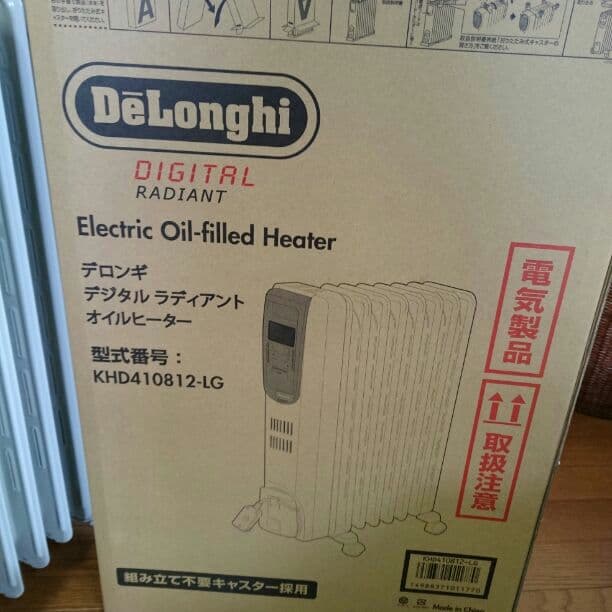 A
DeLonghi
DIGITAL
RADIANT
Electric Oil-filled Heater
デロンギ
デジタル ラディアント
オイルヒーター
型式番号：
KHD410812-LG
電気製品
取扱注意
組み立て不要キャスター採用
KHD410812-LG
Made in China